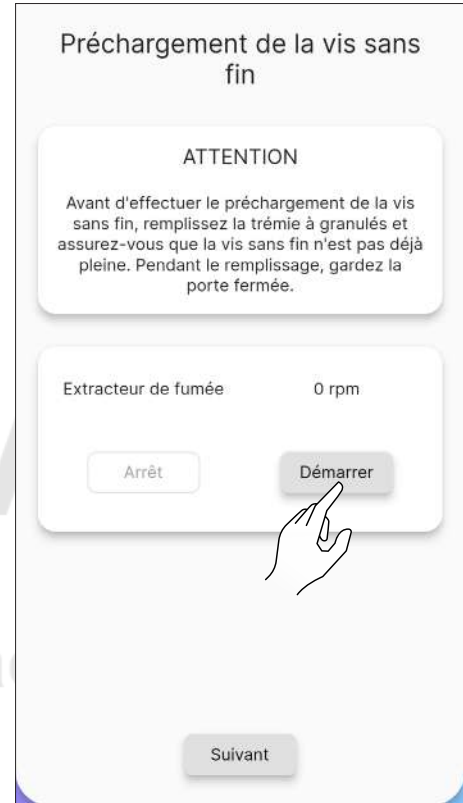 Préchargement de la vis sans
fin
ATTENTION
Avant d'effectuer le préchargement de la vis
sans fin, remplissez la trémie à granulés et
assurez-vous que la vis sans fin n'est pas déjà
pleine. Pendant le remplissage, gardez la
porte fermée.
Extracteur de fumée 0 rpm
Arrêt Démarrer
Suivant